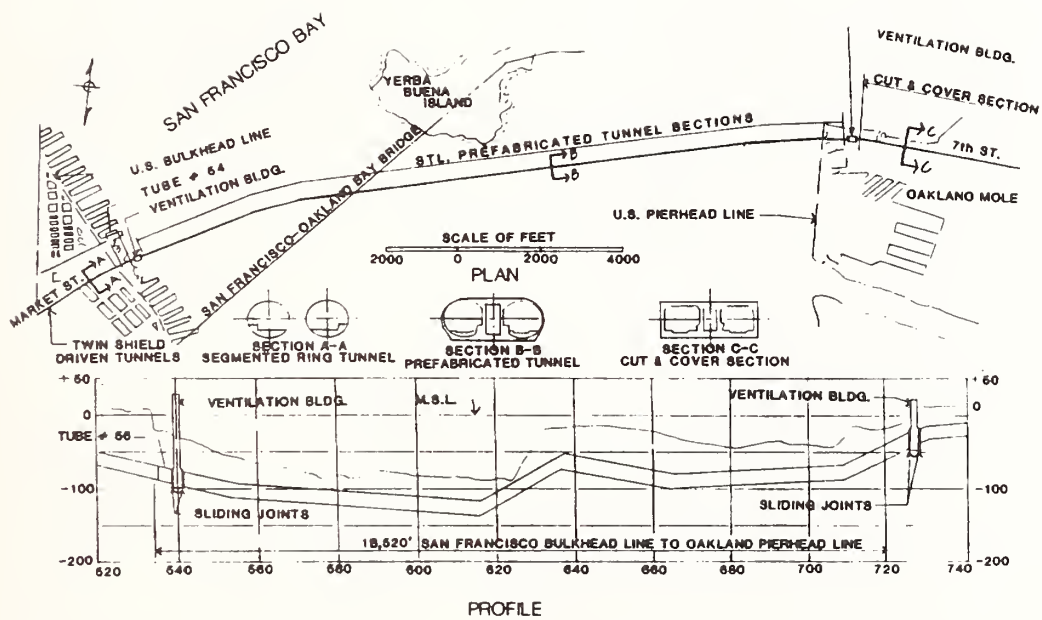 SAN FRANCISCO BAY
YERBA
BUENA
ISLAND
VENTILATION BLDG.
CUT & COVER SECTION
U.S. BULKHEAD LINE
TUBE # 54
VENTILATION BLDG.
STL. PREFABRICATED TUNNEL SECTIONS
B
B
C
C
7th ST.
OAKLAND MOLE
U.S. PIERHEAD LINE
SCALE OF FEET
2000 0 2000 4000
PLAN
MARKET ST.
A
A
SAN FRANCISCO-OAKLAND BAY BRIDGE
TWIN SHIELD
DRIVEN TUNNELS
SECTION A-A
SEGMENTED RING TUNNEL
SECTION B-B
PREFABRICATED TUNNEL
SECTION C-C
CUT & COVER SECTION
+50
0
-100
-200
VENTILATION BLDG.
M.S.L.
VENTILATION BLDG.
+50
0
-100
-200
TUBE # 56
SLIDING JOINTS
SLIDING JOINTS
18,520' SAN FRANCISCO BULKHEAD LINE TO OAKLAND PIERHEAD LINE
620 640 660 680 600 620 640 660 680 700 720 740
PROFILE